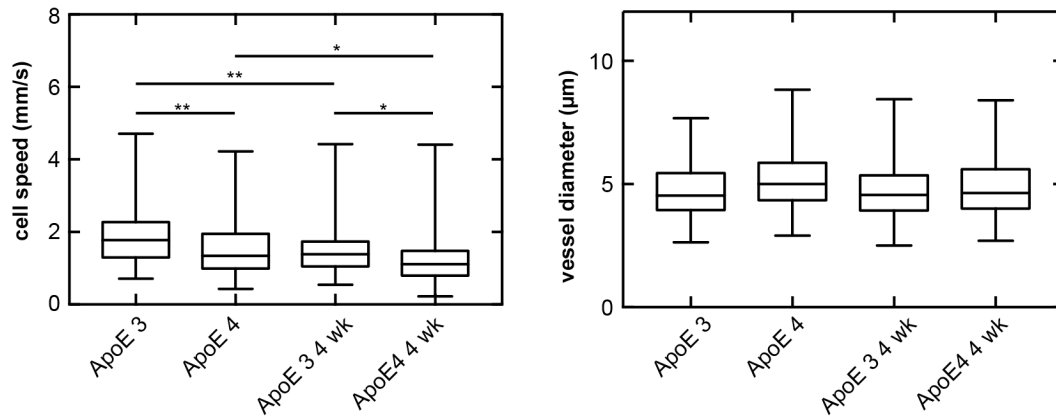 cell speed (mm/s)
8
6
4
2
0
*
**
**
*
ApoE 3
ApoE 4
ApoE 3 4 wk
ApoE4 4 wk
vessel diameter (µm)
10
5
0
ApoE 3
ApoE 4
ApoE 3 4 wk
ApoE4 4 wk